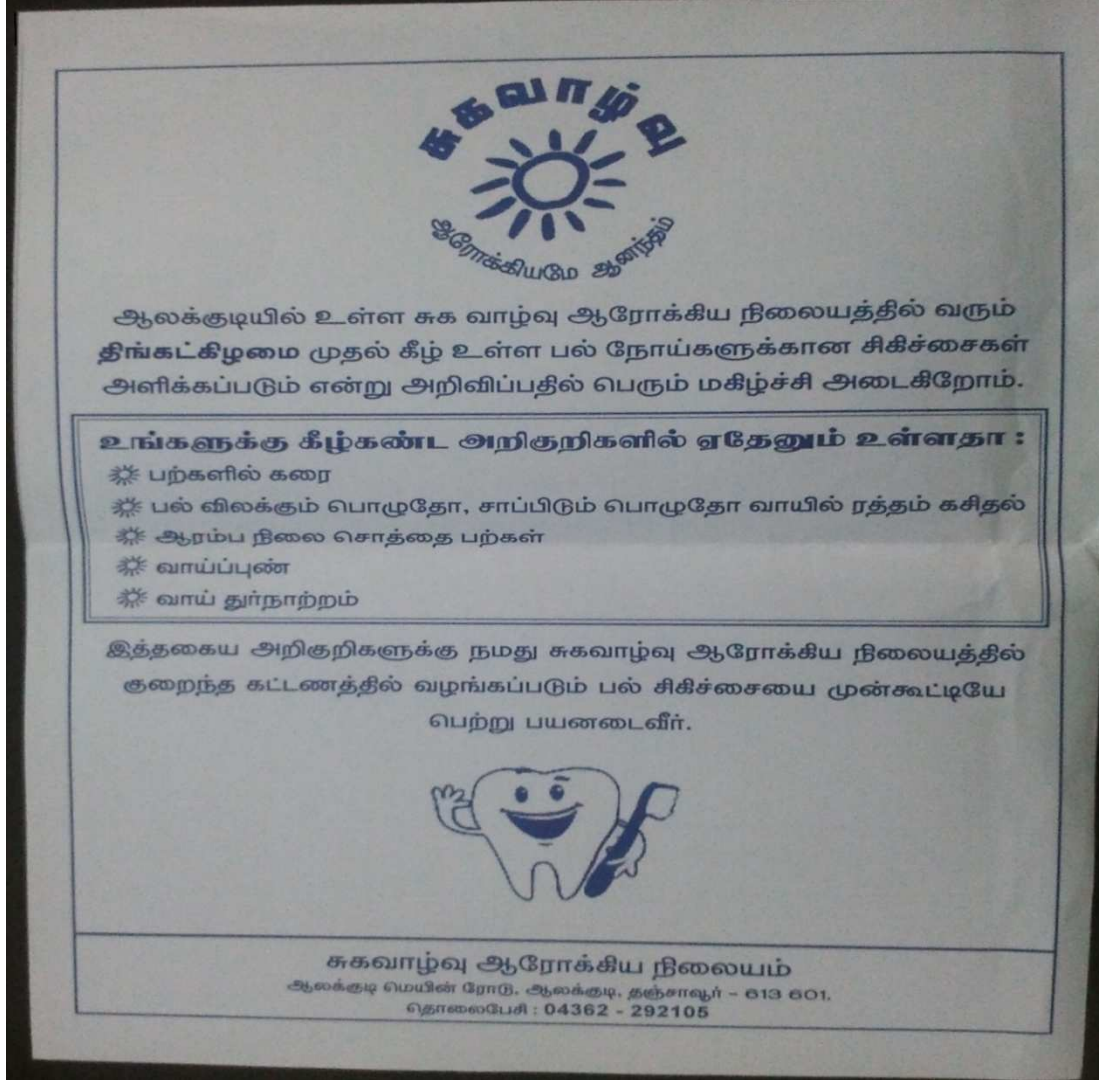 சுகவாழ்வு
ஆரோக்கியமே ஆனந்தம்
ஆலக்குடியில் உள்ள சுக வாழ்வு ஆரோக்கிய நிலையத்தில் வரும்
திங்கட்கிழமை முதல் கீழ் உள்ள பல் நோய்களுக்கான சிகிச்சைகள்
அளிக்கப்படும் என்று அறிவிப்பதில் பெரும் மகிழ்ச்சி அடைகிறோம்.
உங்களுக்கு கீழ்கண்ட அறிகுறிகளில் ஏதேனும் உள்ளதா :
பற்களில் கரை
பல் விலக்கும் பொழுதோ, சாப்பிடும் பொழுதோ வாயில் ரத்தம் கசிதல்
ஆரம்ப நிலை சொத்தை பற்கள்
வாய்ப்புண்
வாய் துர்நாற்றம்
இத்தகைய அறிகுறிகளுக்கு நமது சுகவாழ்வு ஆரோக்கிய நிலையத்தில்
குறைந்த கட்டணத்தில் வழங்கப்படும் பல் சிகிச்சையை முன்கூட்டியே
பெற்று பயனடைவீர்.
சுகவாழ்வு ஆரோக்கிய நிலையம்
ஆலக்குடி மெயின் ரோடு, ஆலக்குடி, தஞ்சாவூர் – 613 601.
தொலைபேசி : 04362 - 292105